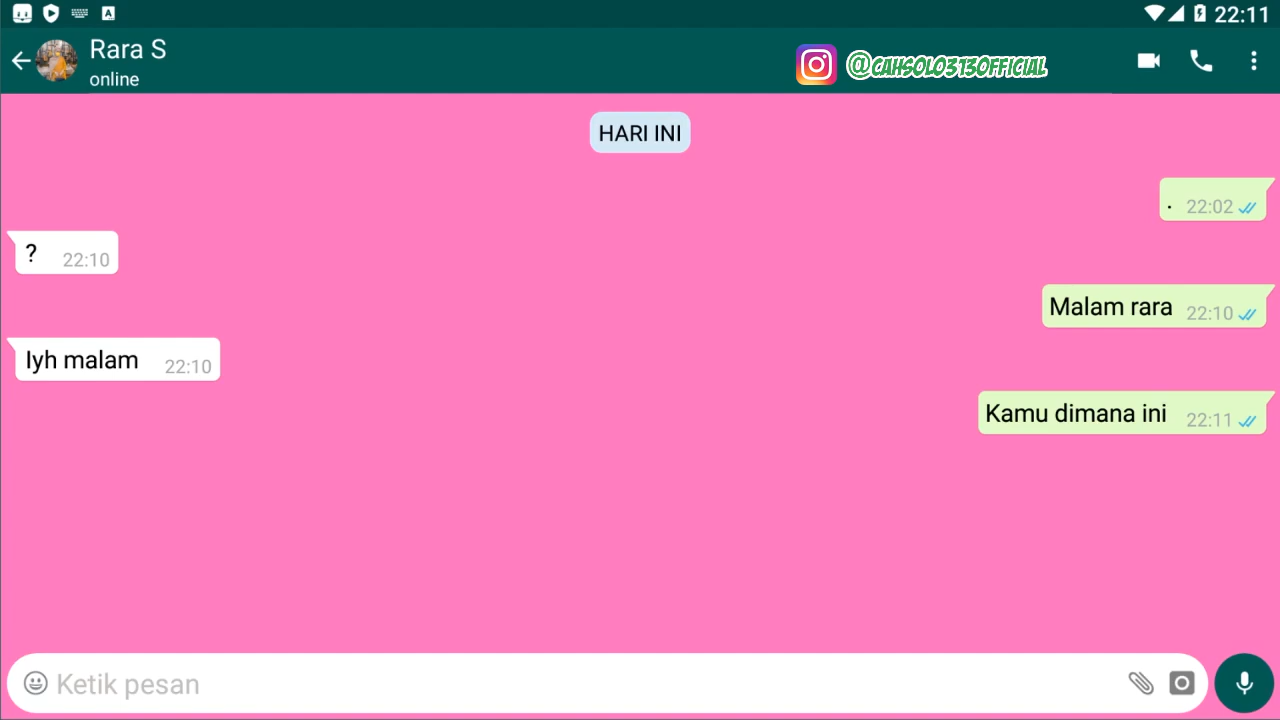 22:11
Rara S
online
@CAHSOLO313OFFICIAL
HARI INI
. 22:02
? 22:10
Malam rara 22:10
Iyh malam 22:10
Kamu dimana ini 22:11
Ketik pesan